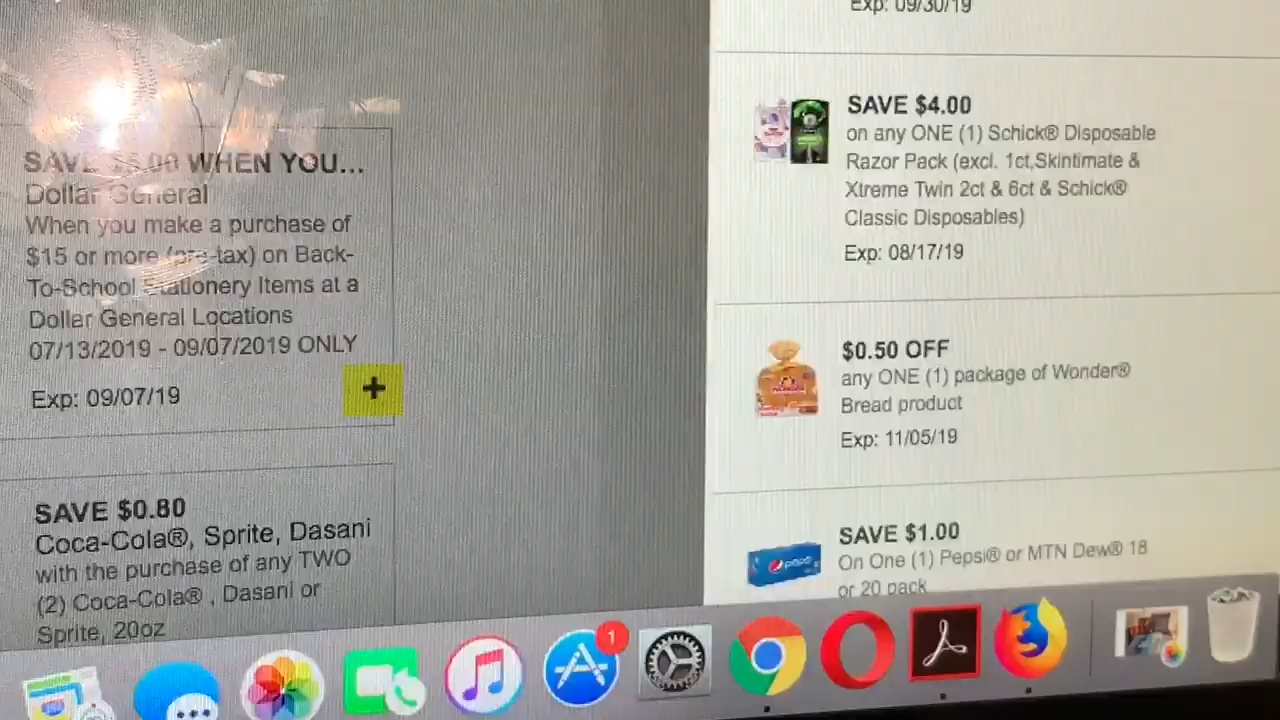 SAVE $5.00 WHEN YOU...
Dollar General
When you make a purchase of
$15 or more (pre-tax) on Back-
To-School Stationery Items at a
Dollar General Locations
07/13/2019 - 09/07/2019 ONLY
Exp: 09/07/19
+
SAVE $0.80
Coca-Cola®, Sprite, Dasani
with the purchase of any TWO
(2) Coca-Cola® , Dasani or
Sprite, 20oz
Exp: 09/30/19
SAVE $4.00
on any ONE (1) Schick® Disposable
Razor Pack (excl. 1ct,Skintimate &
Xtreme Twin 2ct & 6ct & Schick®
Classic Disposables)
Exp: 08/17/19
$0.50 OFF
any ONE (1) package of Wonder®
Bread product
Exp: 11/05/19
SAVE $1.00
On One (1) Pepsi® or MTN Dew® 18
or 20 pack
pepsi
1